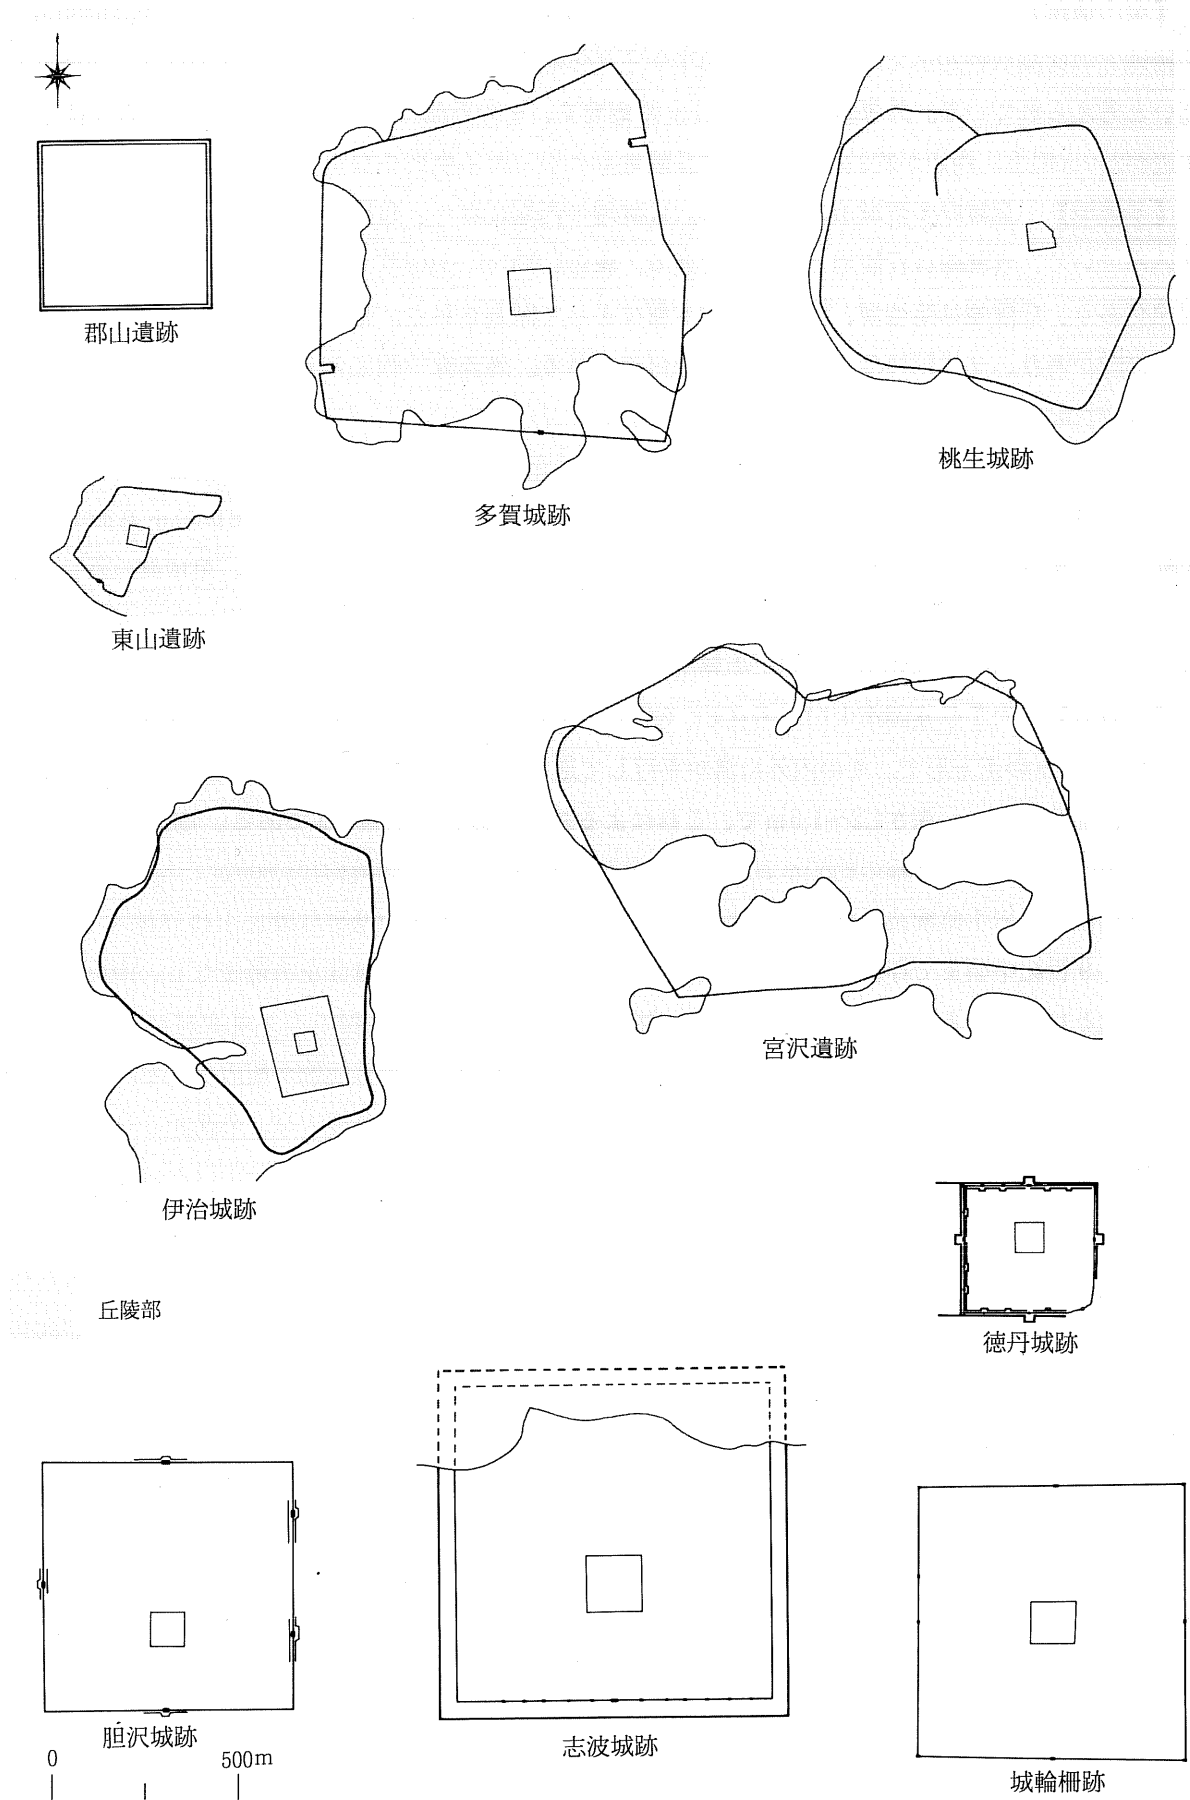 郡山遺跡
多賀城跡
桃生城跡
東山遺跡
宮沢遺跡
伊治城跡
丘陵部
徳丹城跡
胆沢城跡
志波城跡
城輪柵跡
0 500m